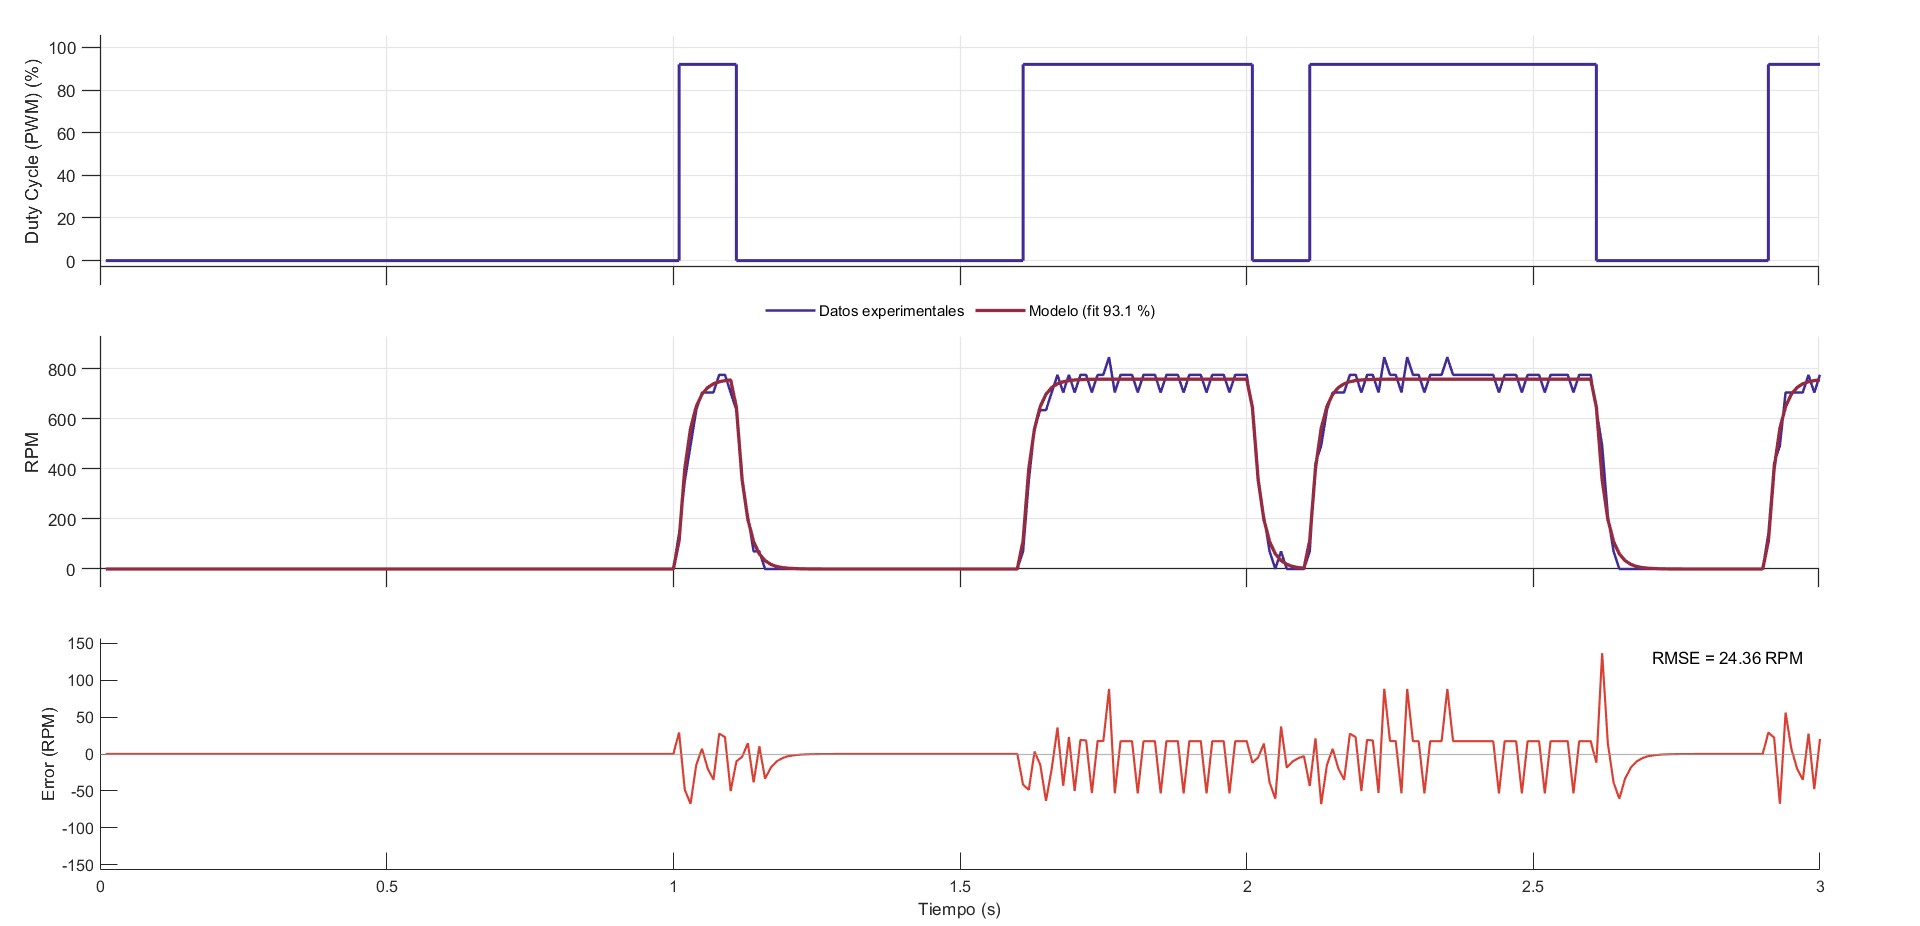 Duty Cycle (PWM) (%)
100
80
60
40
20
0
Datos experimentales Modelo (fit 93.1 %)
RPM
800
600
400
200
0
Error (RPM)
150
100
50
0
-50
-100
-150
RMSE = 24.36 RPM
0 0.5 1 1.5 2 2.5 3
Tiempo (s)